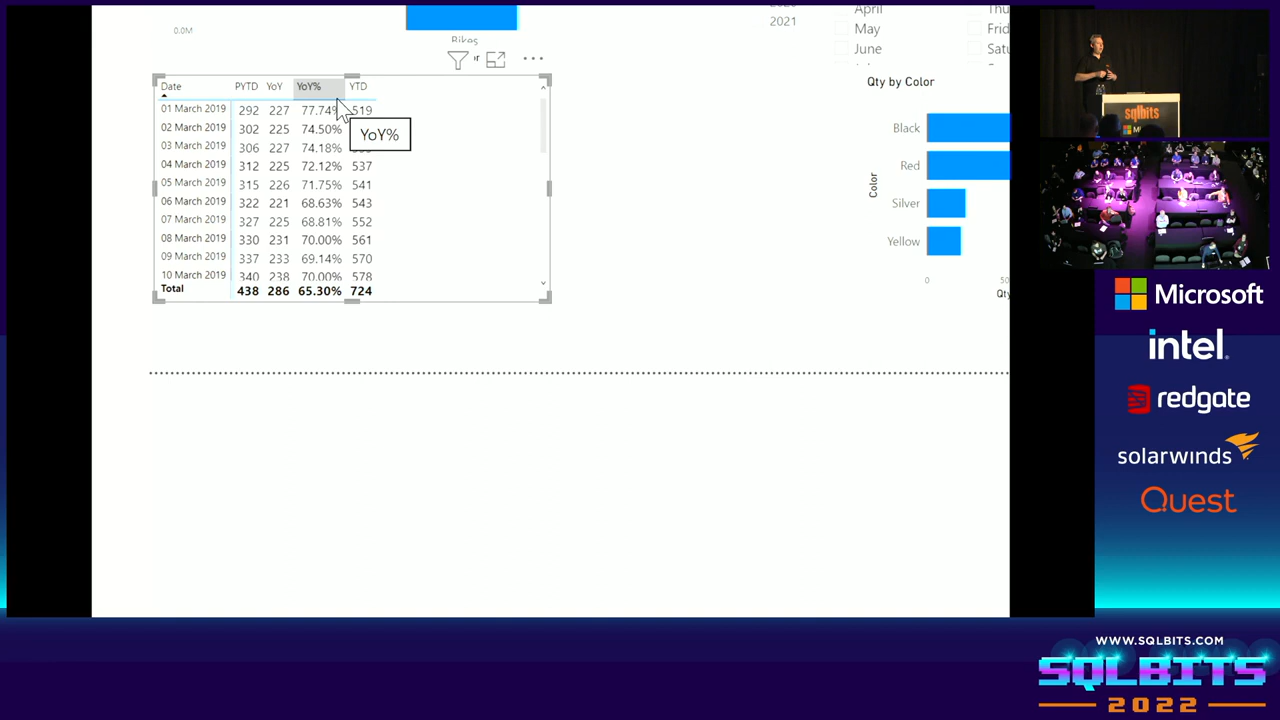 0.0M
Bikes
2021
April
May
June
Date PYTD YoY YoY% YTD
01 March 2019 292 227 77.74% 519
02 March 2019 302 225 74.50%
03 March 2019 306 227 74.18%
04 March 2019 312 225 72.12% 537
05 March 2019 315 226 71.75% 541
06 March 2019 322 221 68.63% 543
07 March 2019 327 225 68.81% 552
08 March 2019 330 231 70.00% 561
09 March 2019 337 233 69.14% 570
10 March 2019 340 238 70.00% 578
Total 438 286 65.30% 724
YoY%
Qty by Color
Color
Black
Red
Silver
Yellow
0
sqlbits
Microsoft
intel.
redgate
solarwinds
Quest
WWW.SQLBITS.COM
SQLBITS
2022